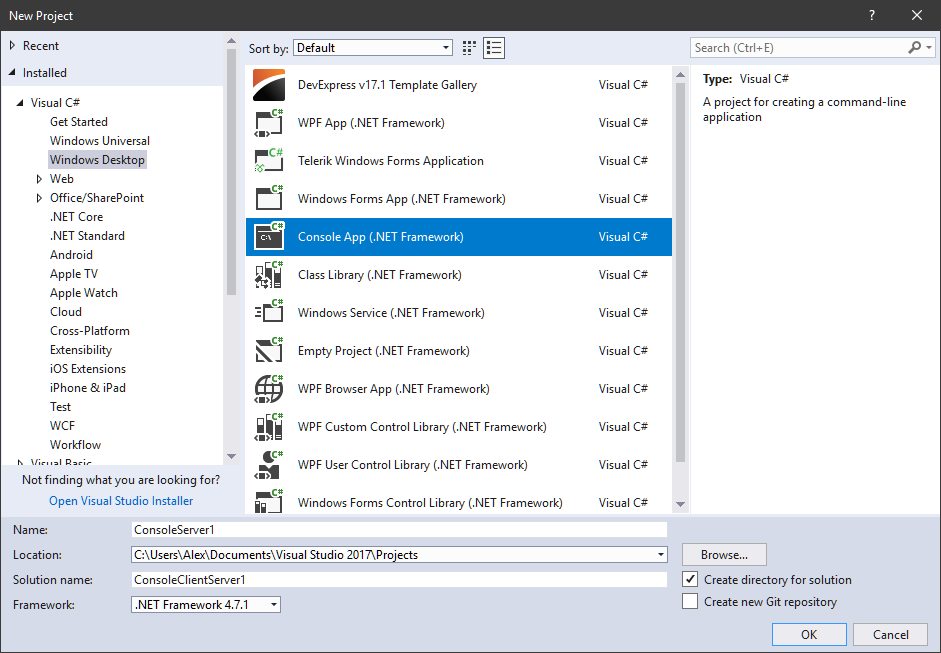 New Project
?
Recent
Installed
Visual C#
Get Started
Windows Universal
Windows Desktop
Web
Office/SharePoint
.NET Core
.NET Standard
Android
Apple TV
Apple Watch
Cloud
Cross-Platform
Extensibility
iOS Extensions
iPhone & iPad
Test
WCF
Workflow
Visual Basic
Not finding what you are looking for?
Open Visual Studio Installer
Sort by: Default
DevExpress v17.1 Template Gallery Visual C#
WPF App (.NET Framework) Visual C#
Telerik Windows Forms Application Visual C#
Windows Forms App (.NET Framework) Visual C#
Console App (.NET Framework) Visual C#
Class Library (.NET Framework) Visual C#
Windows Service (.NET Framework) Visual C#
Empty Project (.NET Framework) Visual C#
WPF Browser App (.NET Framework) Visual C#
WPF Custom Control Library (.NET Framework) Visual C#
WPF User Control Library (.NET Framework) Visual C#
Windows Forms Control Library (.NET Framework) Visual C#
Search (Ctrl+E)
Type: Visual C#
A project for creating a command-line
application
Name: ConsoleServer1
Location: C:\Users\Alex\Documents\Visual Studio 2017\Projects
Browse...
Solution name: ConsoleClientServer1
Create directory for solution
Framework: .NET Framework 4.7.1
Create new Git repository
OK
Cancel